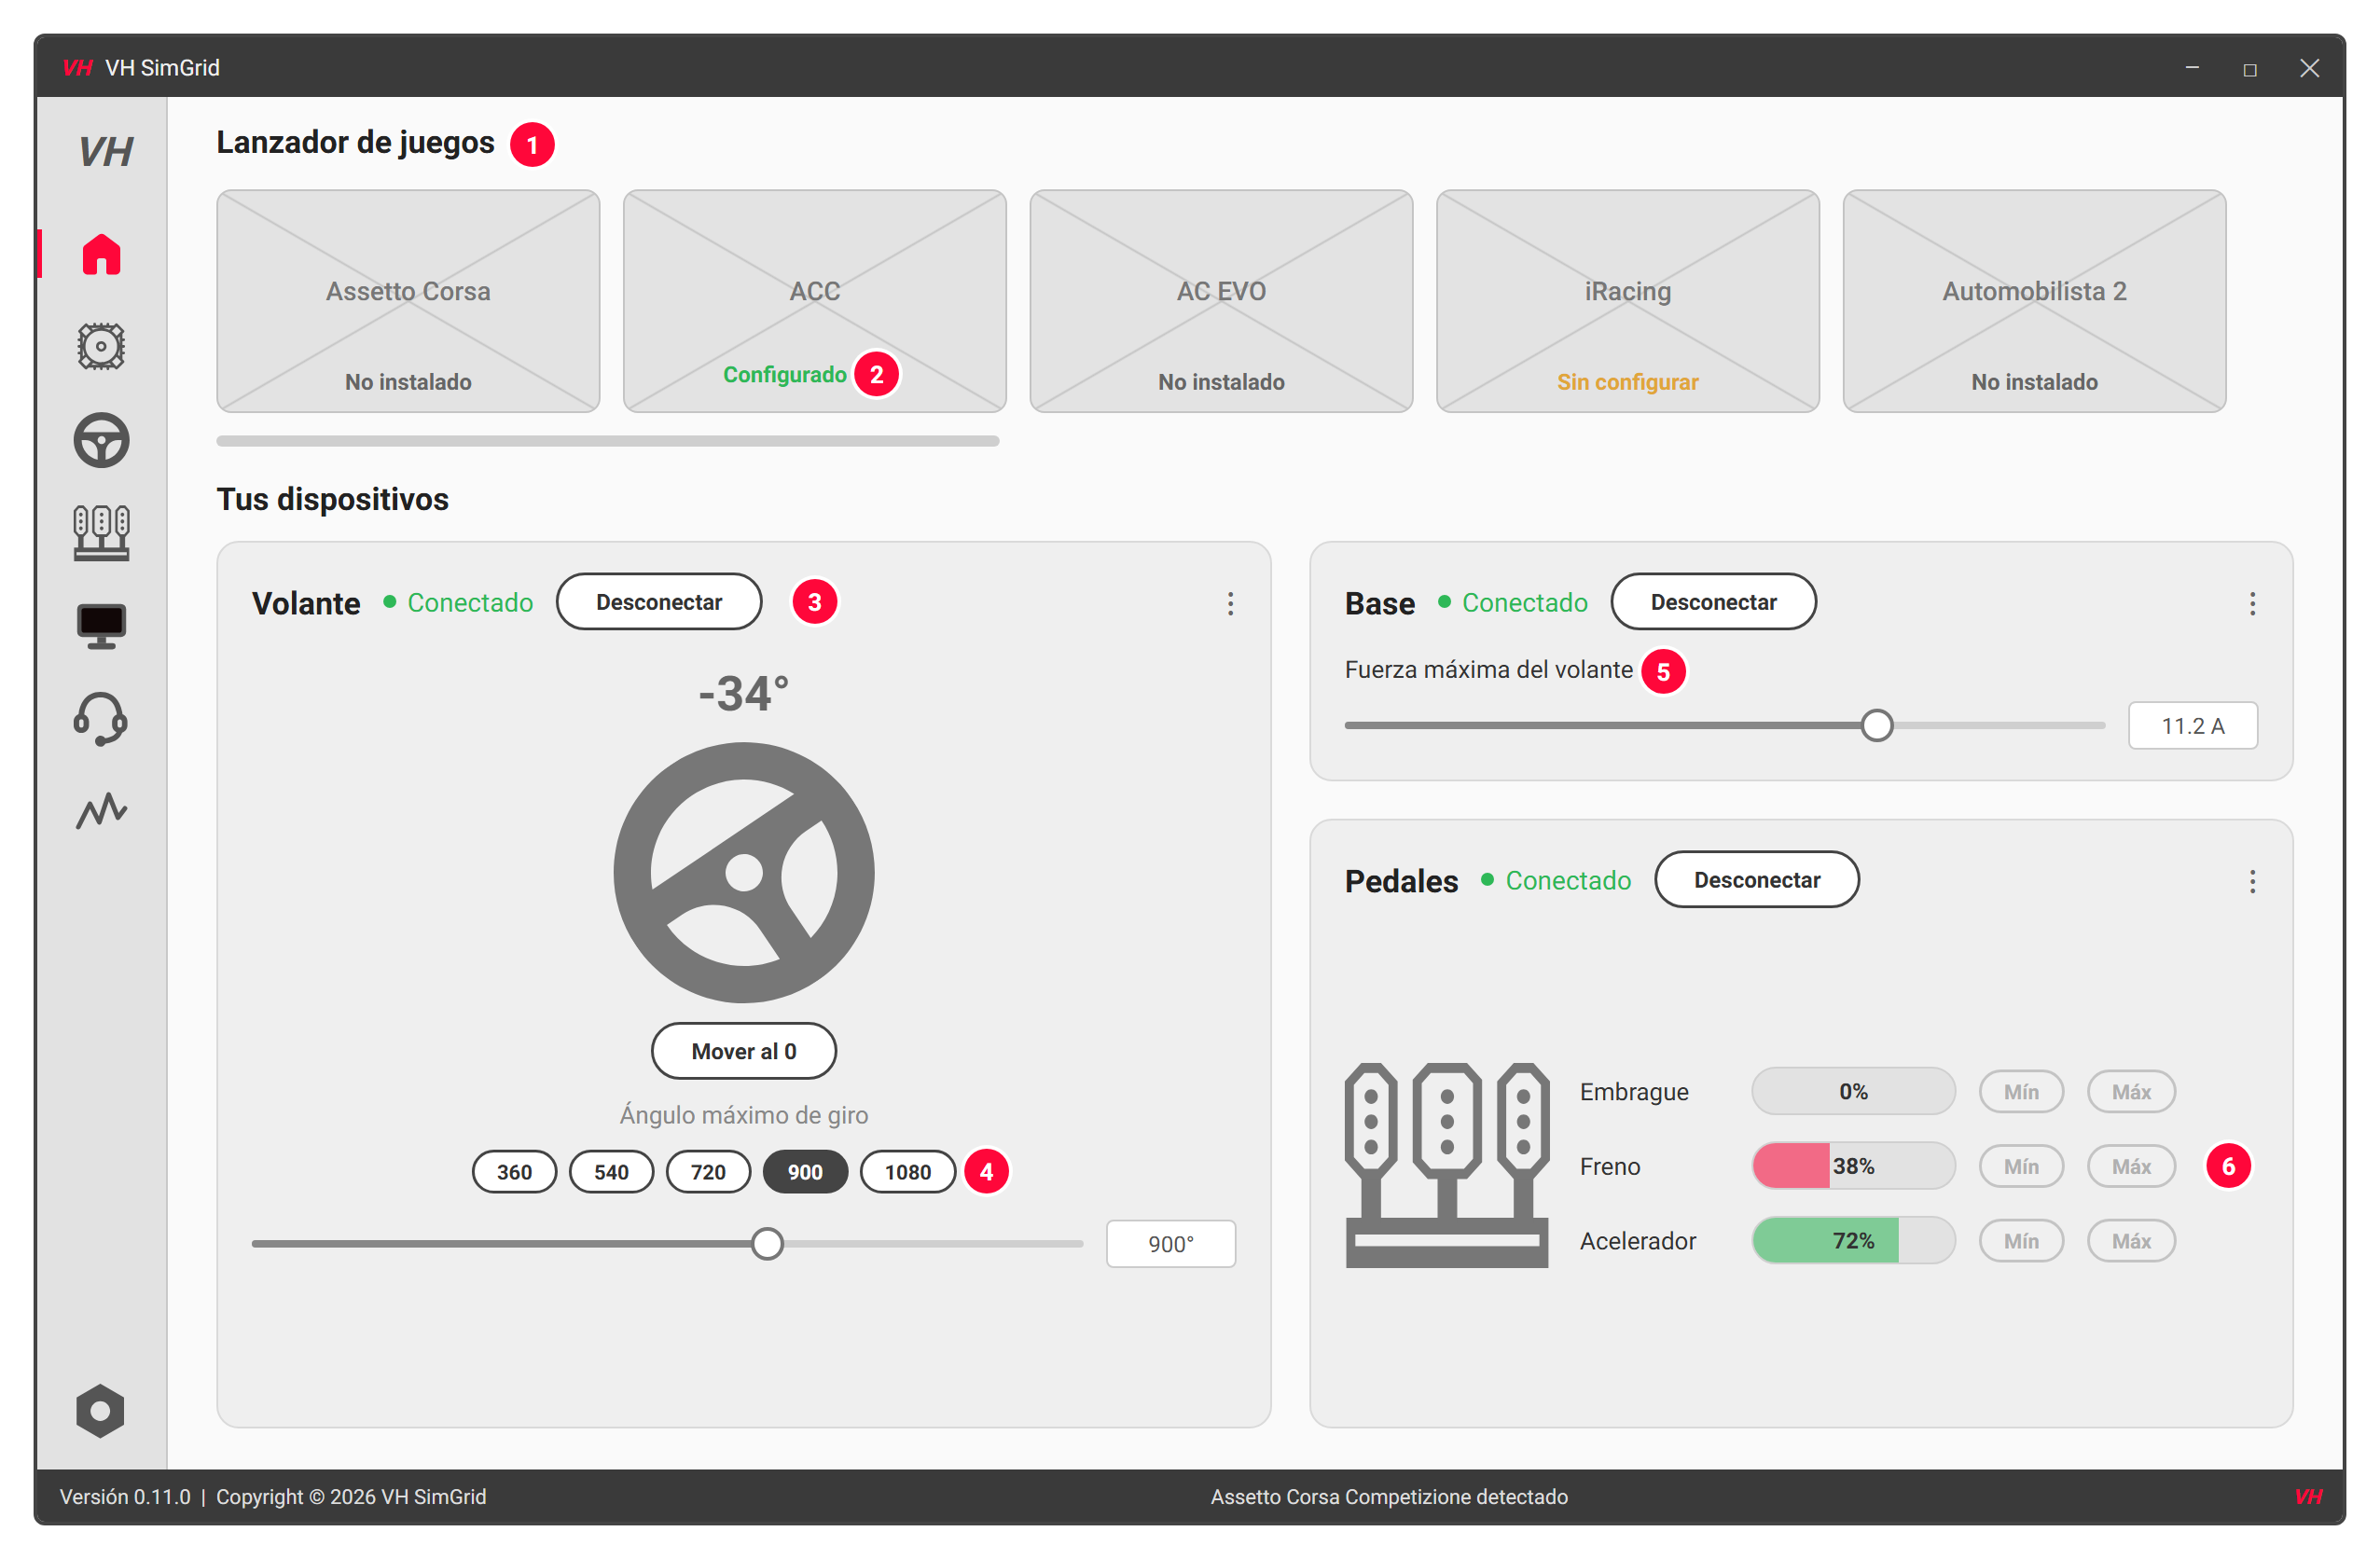 VH VH SimGrid
VH
Lanzador de juegos 1
Assetto Corsa
No instalado
ACC
Configurado 2
AC EVO
No instalado
iRacing
Sin configurar
Automobilista 2
No instalado
Tus dispositivos
Volante Conectado Desconectar 3
-34°
Mover al 0
Ángulo máximo de giro
360 540 720 900 1080 4
900°
Base Conectado Desconectar
Fuerza máxima del volante 5
11.2 A
Pedales Conectado Desconectar
Embrague 0% Mín Máx
Freno 38% Mín Máx 6
Acelerador 72% Mín Máx
Versión 0.11.0 | Copyright © 2026 VH SimGrid
Assetto Corsa Competizione detectado
VH